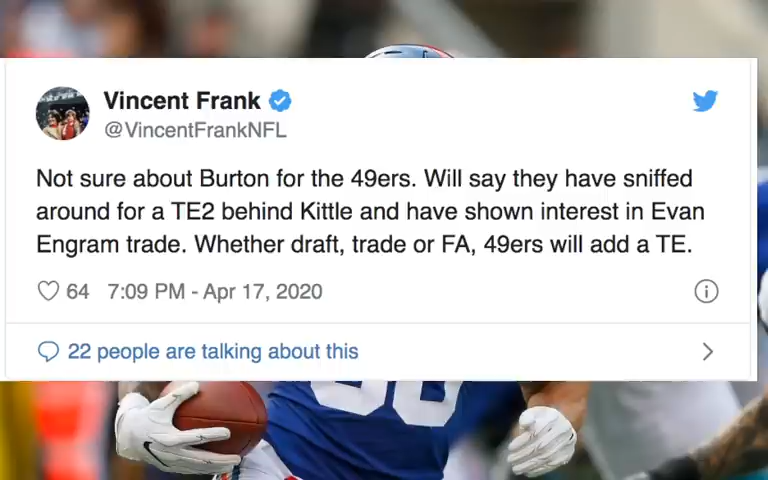 Vincent Frank
@VincentFrankNFL
Not sure about Burton for the 49ers. Will say they have sniffed
around for a TE2 behind Kittle and have shown interest in Evan
Engram trade. Whether draft, trade or FA, 49ers will add a TE.
64 7:09 PM - Apr 17, 2020
22 people are talking about this